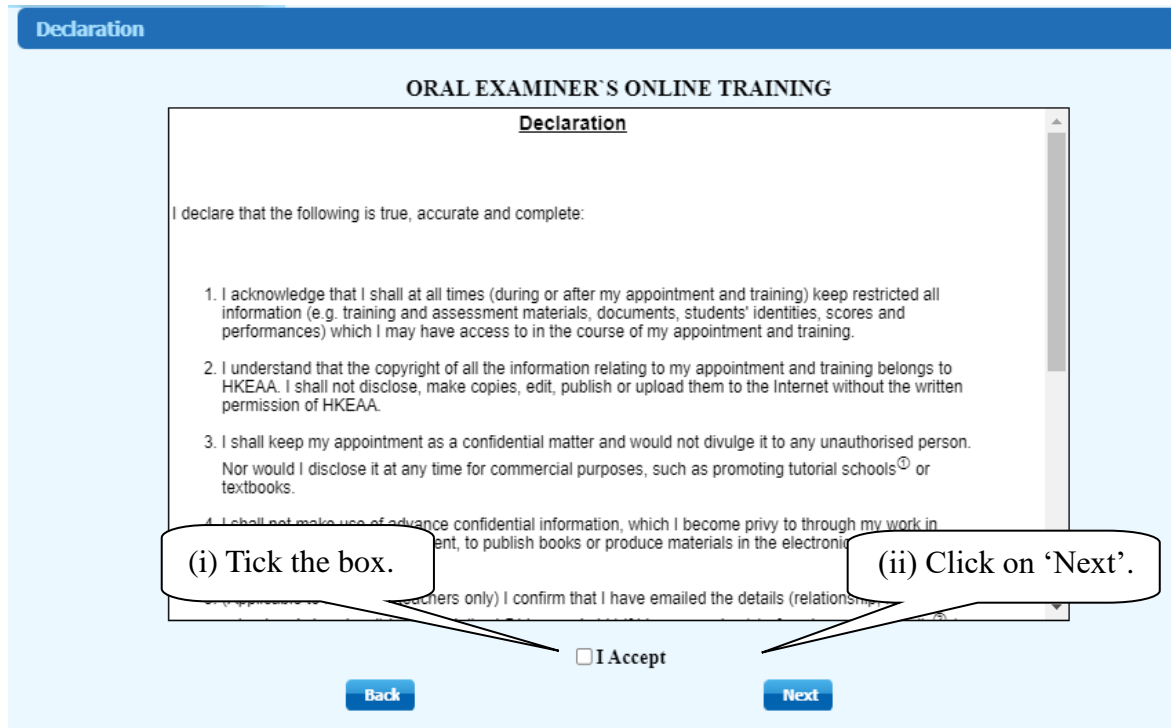 Declaration
ORAL EXAMINER`S ONLINE TRAINING
Declaration
I declare that the following is true, accurate and complete:
1. I acknowledge that I shall at all times (during or after my appointment and training) keep restricted all
information (e.g. training and assessment materials, documents, students' identities, scores and
performances) which I may have access to in the course of my appointment and training.
2. I understand that the copyright of all the information relating to my appointment and training belongs to
HKEAA. I shall not disclose, make copies, edit, publish or upload them to the Internet without the written
permission of HKEAA.
3. I shall keep my appointment as a confidential matter and would not divulge it to any unauthorised person.
Nor would I disclose it at any time for commercial purposes, such as promoting tutorial schools① or
textbooks.
4. I shall not make use of advance confidential information, which I become privy to through my work in
to publish books or produce materials in the
(i) Tick the box.
(ii) Click on ‘Next’.
only) I confirm that I have emailed the details (relationship,
I Accept
Back
Next